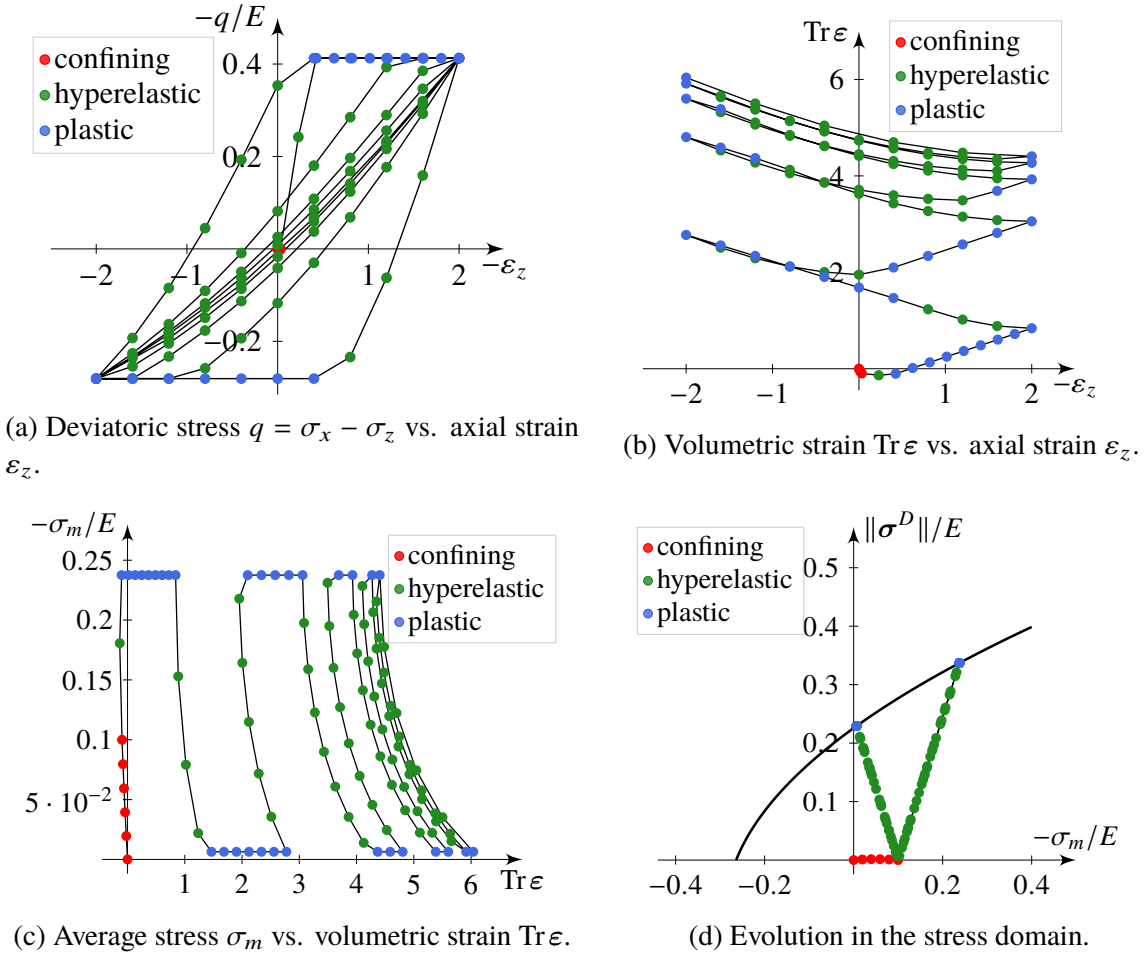 −q/E
confining
hyperelastic
plastic
0.4
0.2
−0.2
−2
−1
1
2
−ε_z
(a) Deviatoric stress q = σ_x − σ_z vs. axial strain
ε_z.
Tr ε
confining
hyperelastic
plastic
6
4
2
−2
−1
1
2
−ε_z
(b) Volumetric strain Tr ε vs. axial strain ε_z.
−σ_m/E
confining
hyperelastic
plastic
0.25
0.2
0.15
0.1
5 · 10⁻²
1
2
3
4
5
6
Tr ε
(c) Average stress σ_m vs. volumetric strain Tr ε.
‖σ^D‖/E
confining
hyperelastic
plastic
0.5
0.4
0.3
0.2
0.1
−σ_m/E
−0.4
−0.2
0.2
0.4
(d) Evolution in the stress domain.